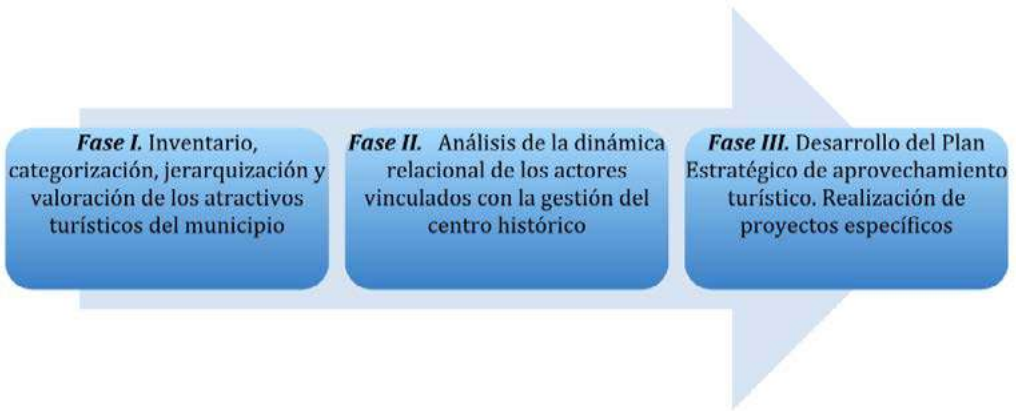 Fase I. Inventario,
categorización, jerarquización y
valoración de los atractivos
turísticos del municipio
Fase II. Análisis de la dinámica
relacional de los actores
vinculados con la gestión del
centro histórico
Fase III. Desarrollo del Plan
Estratégico de aprovechamiento
turístico. Realización de
proyectos específicos